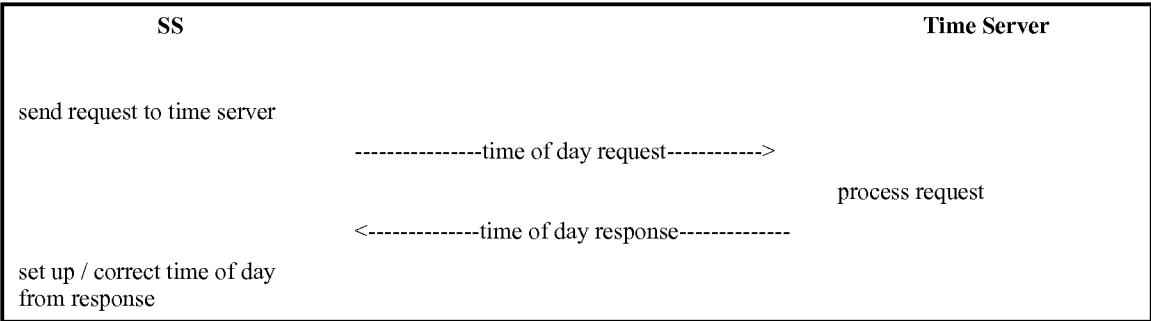 SS Time Server
send request to time server
----------------time of day request------------>
process request
<--------------time of day response--------------
set up / correct time of day
from response